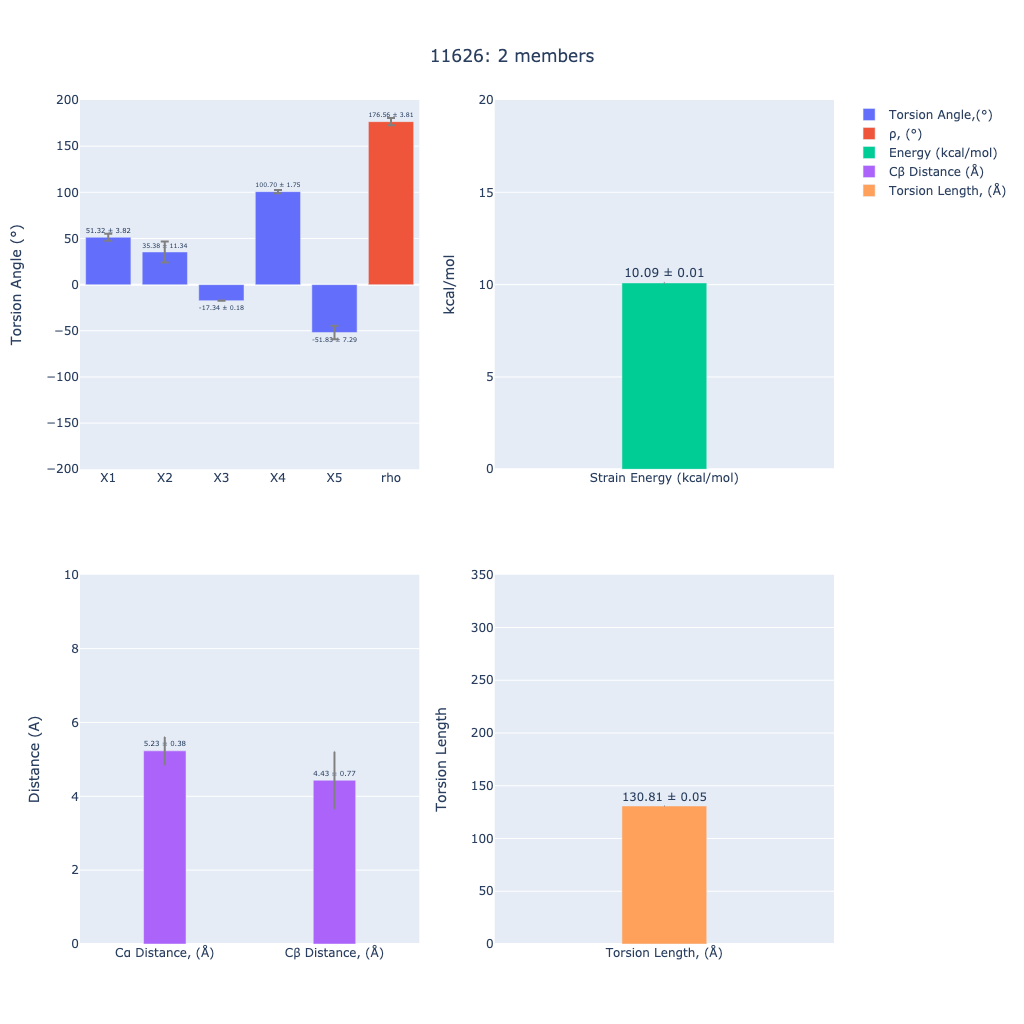 11626: 2 members
Torsion Angle (°)
200
150
100
50
0
−50
−100
−150
−200
51.32 ± 3.82
35.38 ± 11.34
-17.34 ± 0.18
100.70 ± 1.75
-51.83 ± 7.29
176.56 ± 3.81
X1
X2
X3
X4
X5
rho
kcal/mol
20
15
10
5
0
10.09 ± 0.01
Strain Energy (kcal/mol)
Torsion Angle,(°)
ρ, (°)
Energy (kcal/mol)
Cβ Distance (Å)
Torsion Length, (Å)
Distance (A)
10
8
6
4
2
0
5.23 ± 0.38
4.43 ± 0.77
Cα Distance, (Å)
Cβ Distance, (Å)
Torsion Length
350
300
250
200
150
100
50
0
130.81 ± 0.05
Torsion Length, (Å)